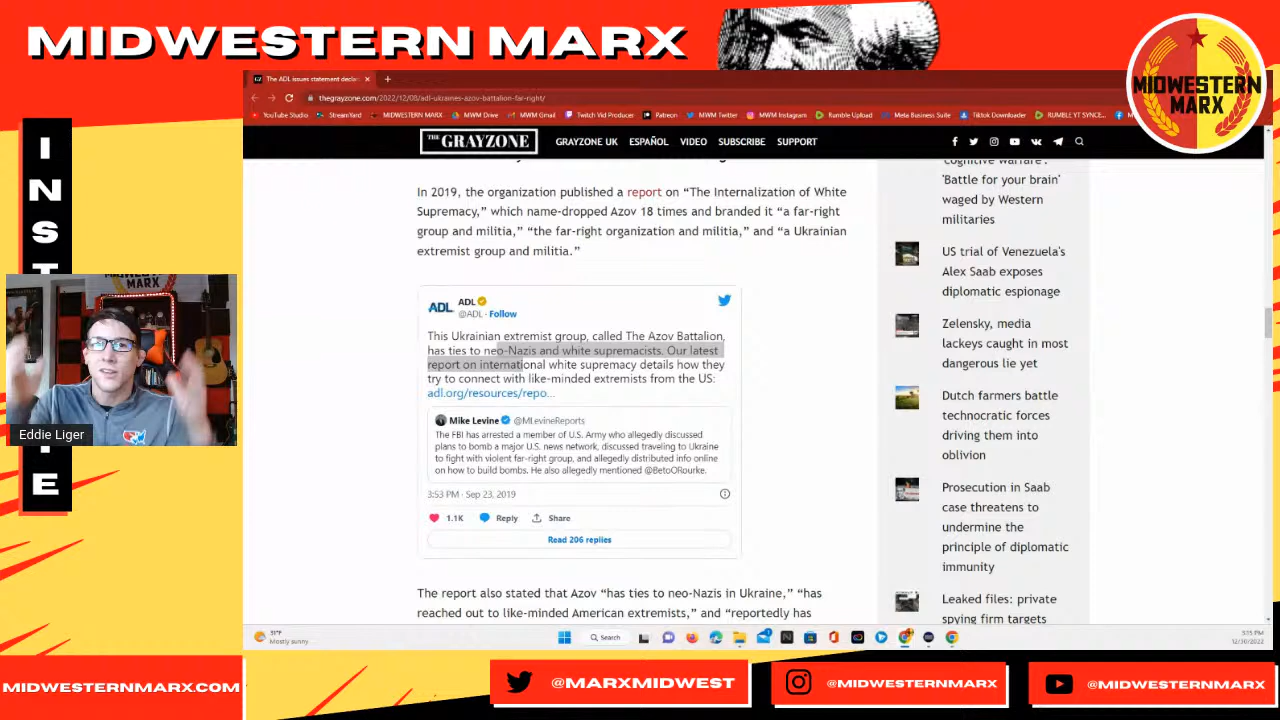 MIDWESTERN MARX
MIDWESTERN
MARX
I
N
S
T
E
Eddie Liger
The ADL issues statement declar
thegrayzone.com/2022/12/08/adl-ukraines-azov-battalion-far-right/
YouTube Studio
StreamYard
MIDWESTERN MARX
MWM Drive
MWM Gmail
Twitch Vid Producer
Patreon
MWM Twitter
MWM Instagram
Rumble Upload
Meta Business Suite
Tiktok Downloader
RUMBLE YT SYNCE...
THE GRAYZONE
GRAYZONE UK
ESPAÑOL
VIDEO
SUBSCRIBE
SUPPORT
In 2019, the organization published a report on “The Internalization of White
Supremacy,” which name-dropped Azov 18 times and branded it “a far-right
group and militia,” “the far-right organization and militia,” and “a Ukrainian
extremist group and militia.”
ADL
ADL
@ADL · Follow
This Ukrainian extremist group, called The Azov Battalion,
has ties to neo-Nazis and white supremacists. Our latest
report on international white supremacy details how they
try to connect with like-minded extremists from the US:
adl.org/resources/repo...
Mike Levine @MLevineReports
The FBI has arrested a member of U.S. Army who allegedly discussed
plans to bomb a major U.S. news network, discussed traveling to Ukraine
to fight with violent far-right group, and allegedly distributed info online
on how to build bombs. He also allegedly mentioned @BetoORourke.
3:53 PM · Sep 23, 2019
1.1K
Reply
Share
Read 206 replies
The report also stated that Azov “has ties to neo-Nazis in Ukraine,” “has
reached out to like-minded American extremists,” and “reportedly has
'Cognitive Warfare':
'Battle for your brain'
waged by Western
militaries
US trial of Venezuela's
Alex Saab exposes
diplomatic espionage
Zelensky, media
lackeys caught in most
dangerous lie yet
Dutch farmers battle
technocratic forces
driving them into
oblivion
Prosecution in Saab
case threatens to
undermine the
principle of diplomatic
immunity
Leaked files: private
spying firm targets
31°F
Mostly sunny
Search
12/30/2022
MIDWESTERNMARX.COM
@MARXMIDWEST
@MIDWESTERNMARX
@MIDWESTERNMARX